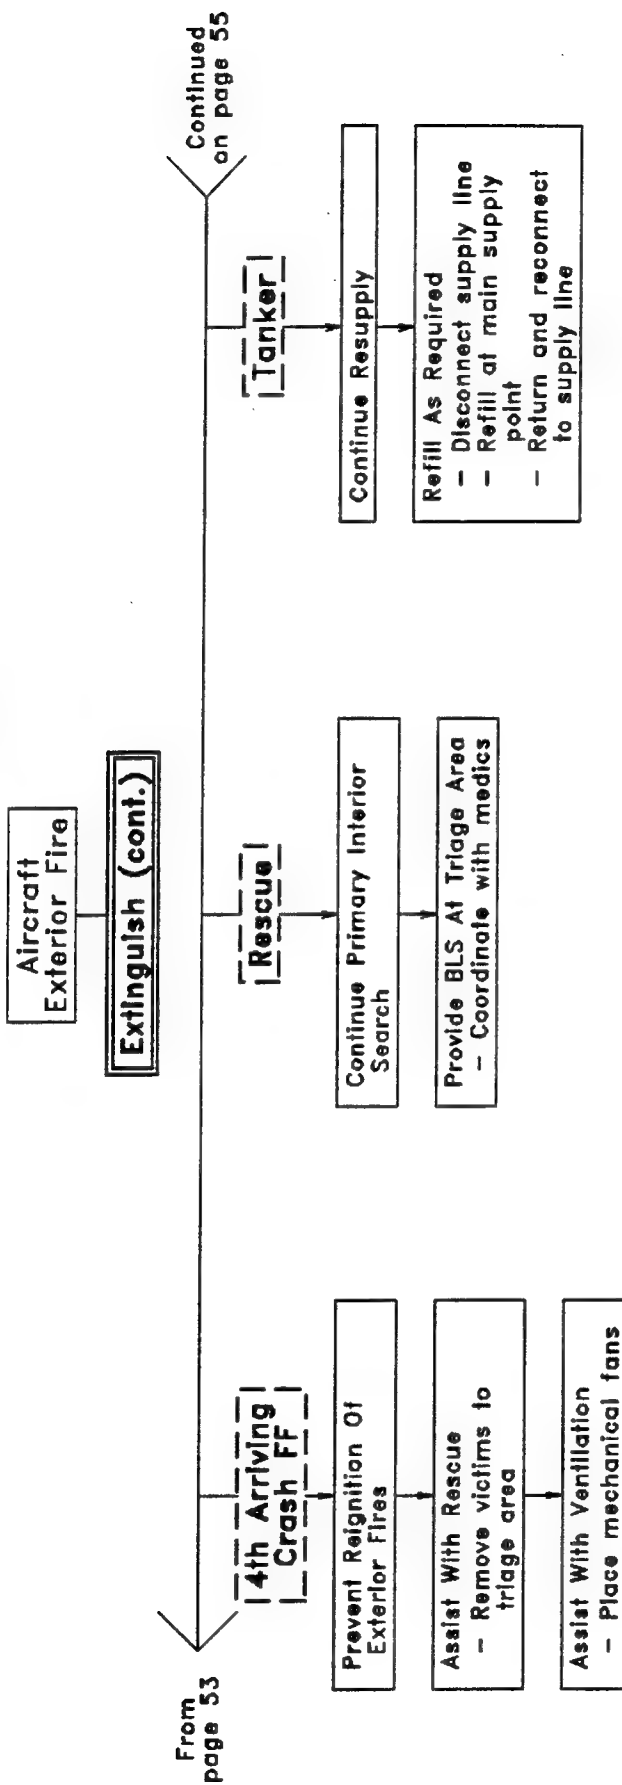 Aircraft
Exterior Fire
Extinguish (cont.)
From
page 53
Continued
on page 55
4th Arriving
Crash FF
Prevent Reignition Of
Exterior Fires
Assist With Rescue
- Remove victims to
triage area
Assist With Ventilation
- Place mechanical fans
Rescue
Continue Primary Interior
Search
Provide BLS At Triage Area
- Coordinate with medics
Tanker
Continue Resupply
Refill As Required
- Disconnect supply line
- Refill at main supply
point
- Return and reconnect
to supply line